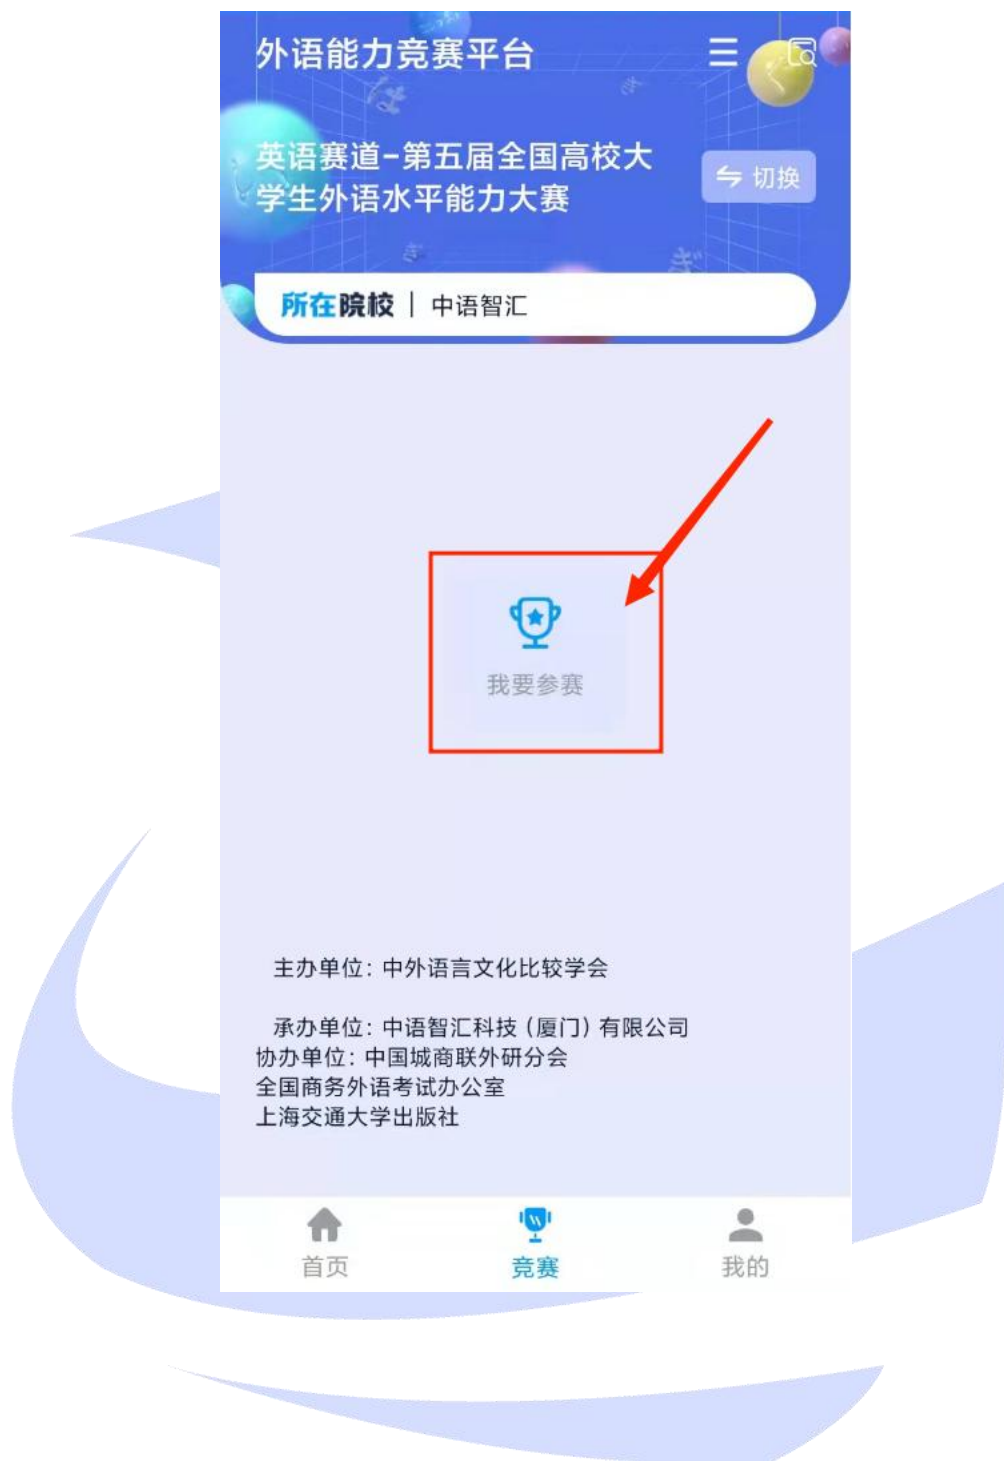 外语能力竞赛平台
英语赛道-第五届全国高校大
学生外语水平能力大赛
切换
所在院校｜中语智汇
我要参赛
主办单位：中外语言文化比较学会
承办单位：中语智汇科技（厦门）有限公司
协办单位：中国城商联外研分会
全国商务外语考试办公室
上海交通大学出版社
首页
竞赛
我的